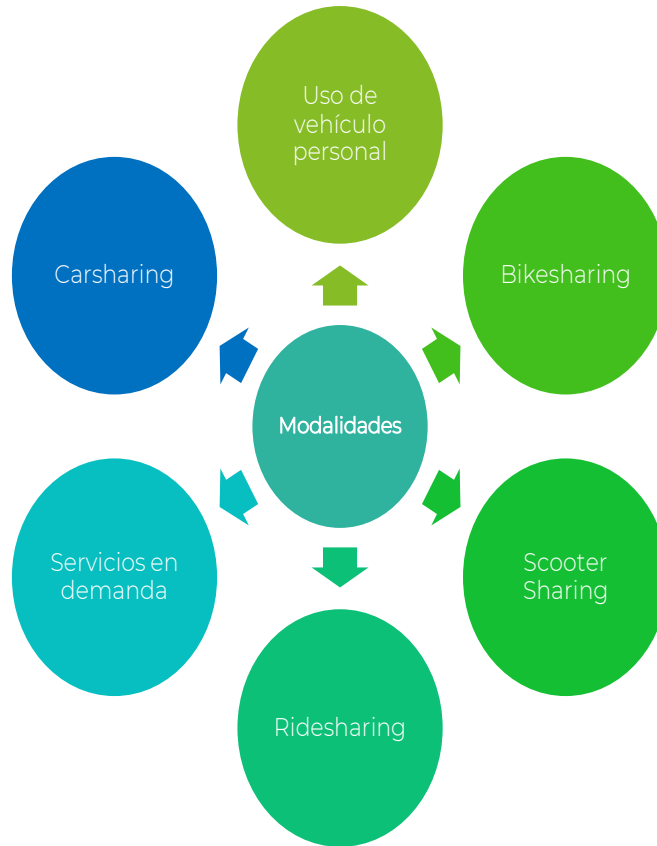 Uso de
vehículo
personal
Carsharing
Bikesharing
Modalidades
Servicios en
demanda
Scooter
Sharing
Ridesharing